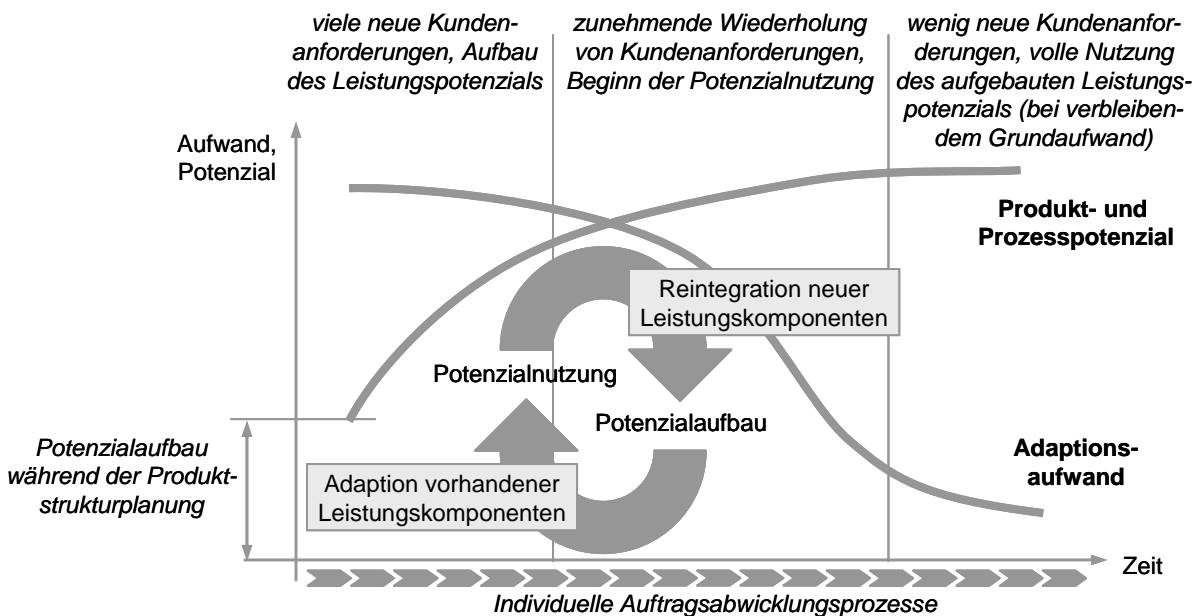 viele neue Kunden-
anforderungen, Aufbau
des Leistungspotenzials
zunehmende Wiederholung
von Kundenanforderungen,
Beginn der Potenzialnutzung
wenig neue Kundenanfor-
derungen, volle Nutzung
des aufgebauten Leistungs-
potenzials (bei verbleiben-
dem Grundaufwand)
Aufwand,
Potenzial
Produkt- und
Prozesspotenzial
Reintegration neuer
Leistungskomponenten
Potenzialnutzung
Potenzialaufbau
Potenzialaufbau
während der Produkt-
strukturplanung
Adaption vorhandener
Leistungskomponenten
Adaptions-
aufwand
Zeit
Individuelle Auftragsabwicklungsprozesse